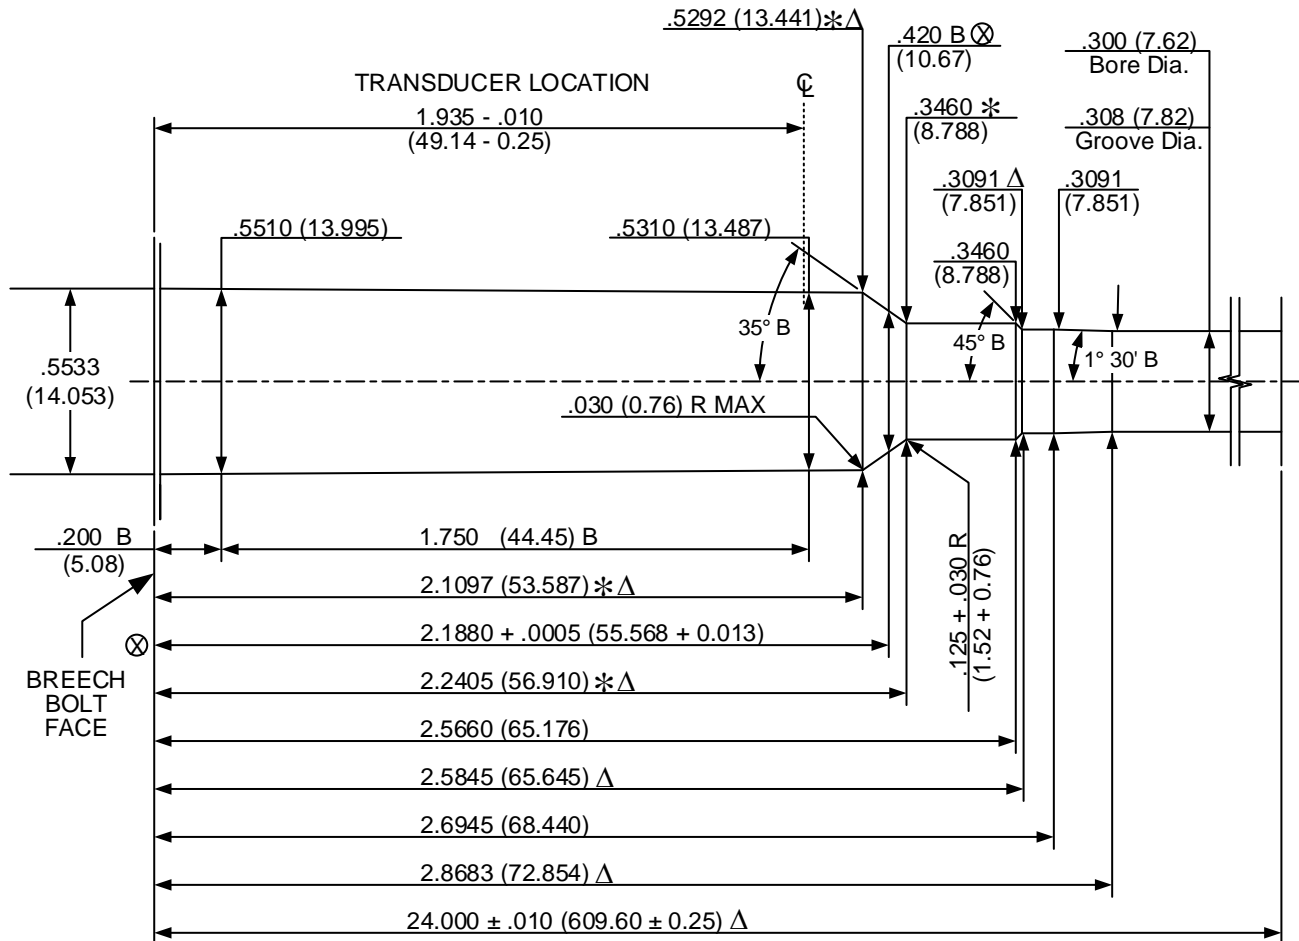 .5292 (13.441)✻Δ
.420 B ⊗
(10.67)
.300 (7.62)
Bore Dia.
TRANSDUCER LOCATION
℄
1.935 - .010
(49.14 - 0.25)
.3460 ✻
(8.788)
.308 (7.82)
Groove Dia.
.3091 Δ
(7.851)
.3091
(7.851)
.5510 (13.995)
.5310 (13.487)
.3460
(8.788)
35° B
45° B
1° 30' B
.5533
(14.053)
.030 (0.76) R MAX
.200 B
(5.08)
1.750 (44.45) B
.125 + .030 R
(1.52 + 0.76)
2.1097 (53.587)✻Δ
⊗
2.1880 + .0005 (55.568 + 0.013)
BREECH
BOLT
FACE
2.2405 (56.910)✻Δ
2.5660 (65.176)
2.5845 (65.645) Δ
2.6945 (68.440)
2.8683 (72.854) Δ
24.000 ± .010 (609.60 ± 0.25) Δ